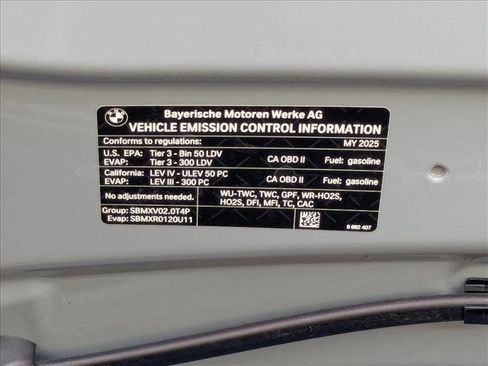 Bayerische Motoren Werke AG
VEHICLE EMISSION CONTROL INFORMATION
Conforms to regulations: MY 2025
U.S. EPA: Tier 3 - Bin 50 LDV CA OBD II Fuel: gasoline
EVAP: Tier 3 - 300 LDV
California: LEV IV - ULEV 50 PC CA OBD II Fuel: gasoline
EVAP: LEV III - 300 PC
No adjustments needed. WU-TWC, TWC, GPF, WR-HO2S,
HO2S, DFI, MFI, TC, CAC
Group: SBMXV02.0T4P
Evap: SBMXR0120U11
8 982 407